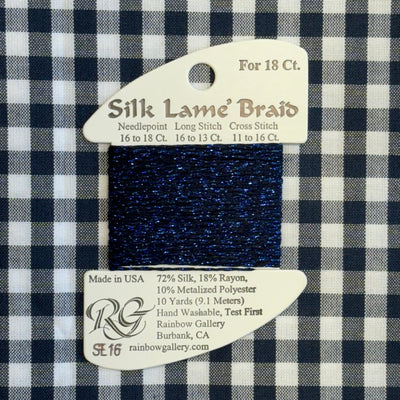 For 18 Ct.
Silk Lame' Braid
Needlepoint Long Stitch Cross Stitch
16 to 18 Ct. 16 to 13 Ct. 11 to 16 Ct.
Made in USA
RG
SL16
72% Silk, 18% Rayon,
10% Metalized Polyester
10 Yards (9.1 Meters)
Hand Washable, Test First
Rainbow Gallery
Burbank, CA
rainbowgallery.com